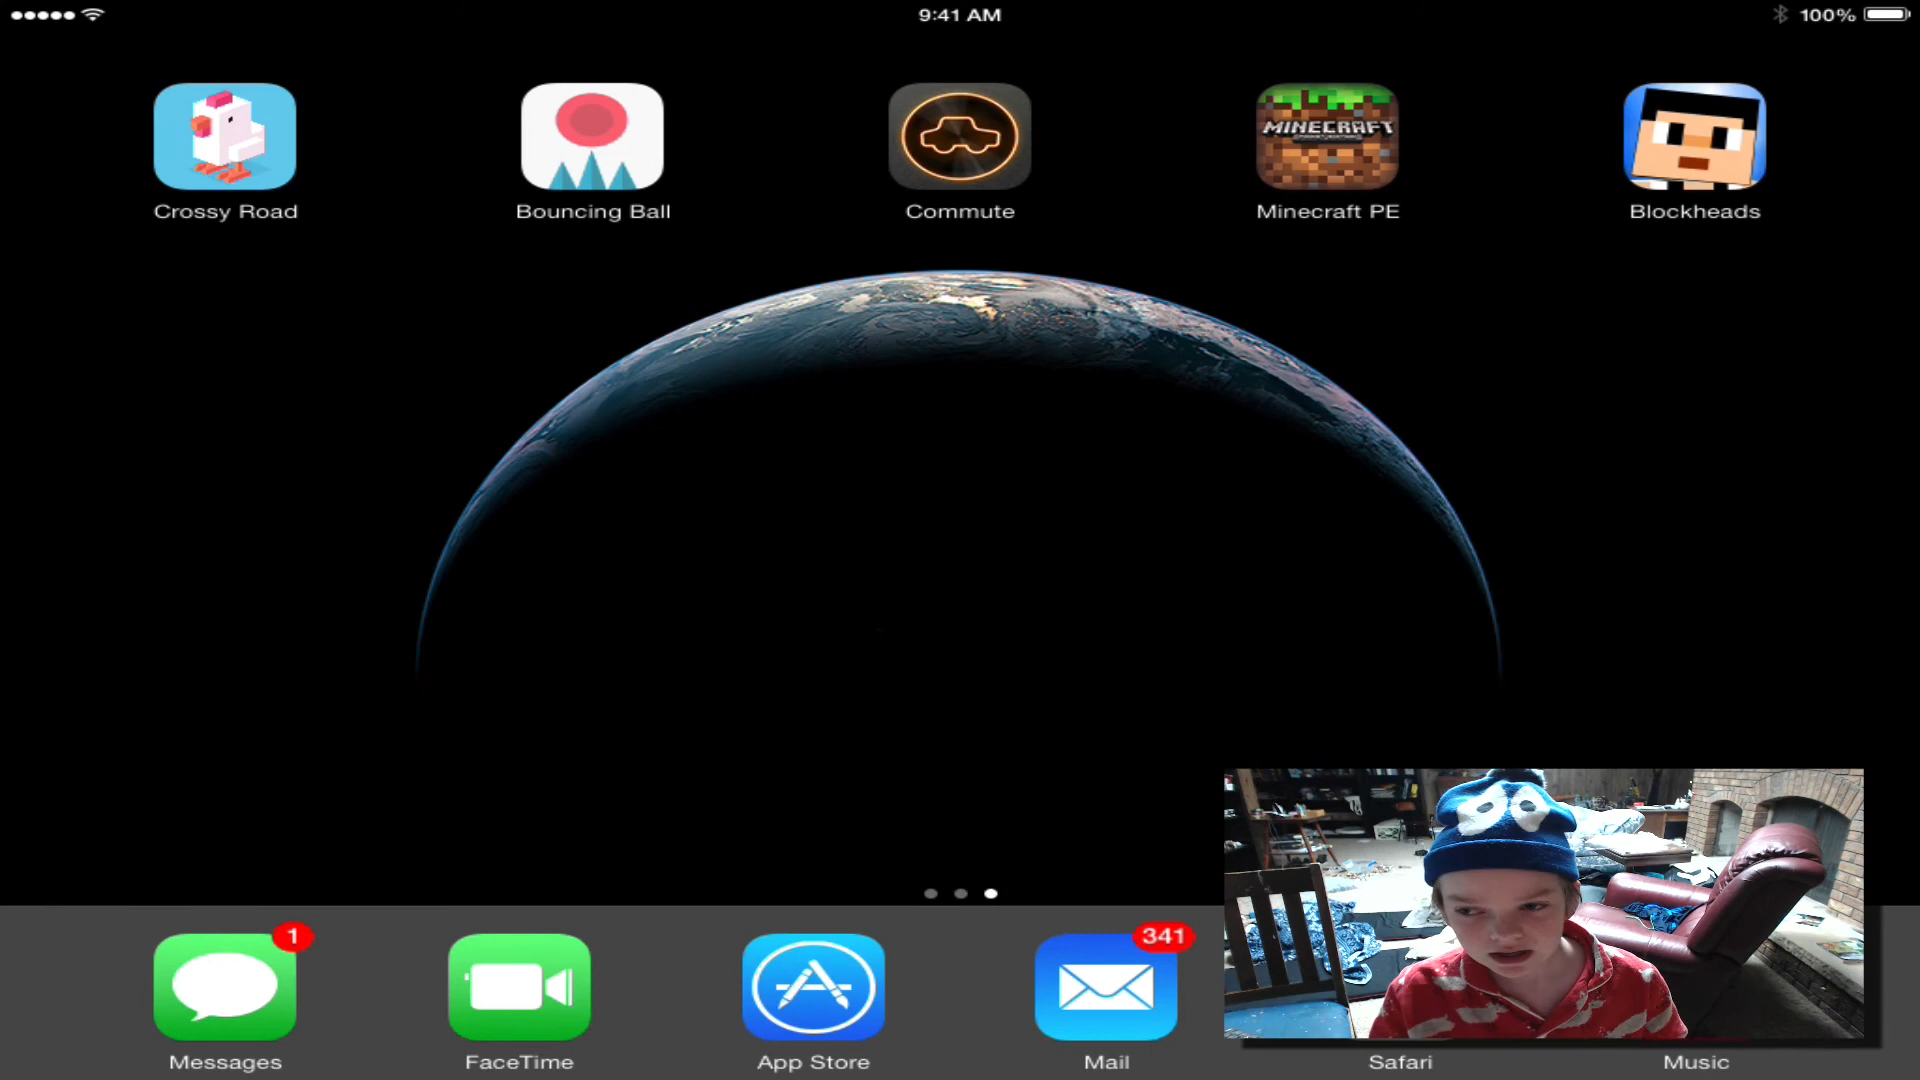 9:41 AM
100%
MINECRAFT
Crossy Road
Bouncing Ball
Commute
Minecraft PE
Blockheads
1
341
Messages
FaceTime
App Store
Mail
Safari
Music